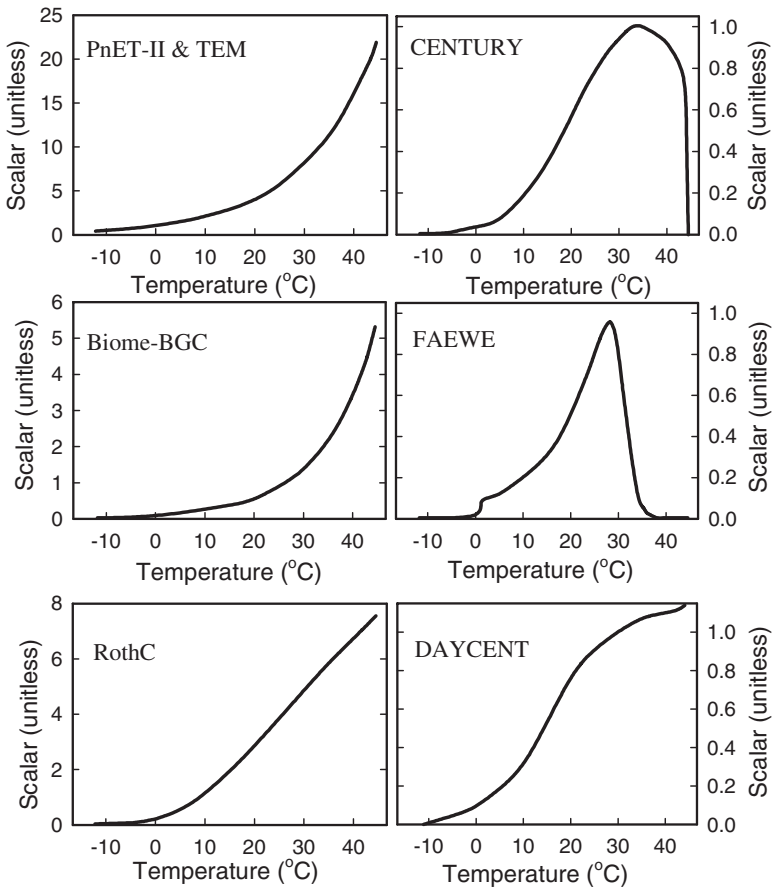 PnET-II & TEM
Scalar (unitless)
25
20
15
10
5
0
-10 0 10 20 30 40
Temperature (°C)
CENTURY
Scalar (unitless)
1.0
0.8
0.6
0.4
0.2
0.0
-10 0 10 20 30 40
Temperature (°C)
Biome-BGC
Scalar (unitless)
6
5
4
3
2
1
0
-10 0 10 20 30 40
Temperature (°C)
FAEWE
Scalar (unitless)
1.0
0.8
0.6
0.4
0.2
0.0
-10 0 10 20 30 40
Temperature (°C)
RothC
Scalar (unitless)
8
6
4
2
0
-10 0 10 20 30 40
Temperature (°C)
DAYCENT
Scalar (unitless)
1.0
0.8
0.6
0.4
0.2
0.0
-10 0 10 20 30 40
Temperature (°C)